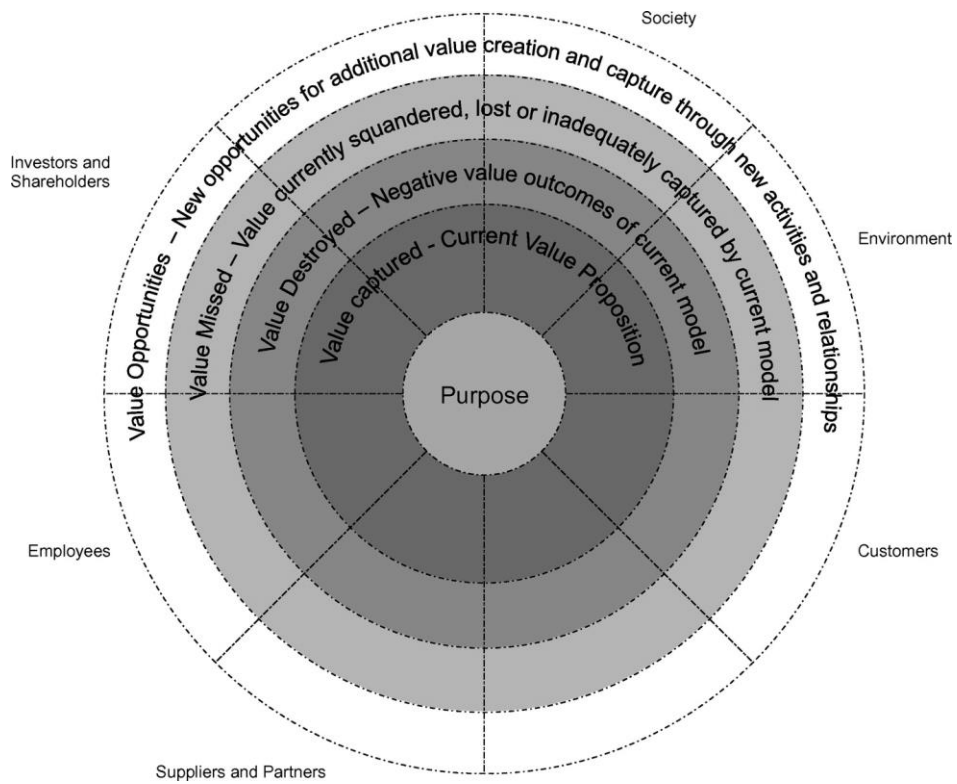 Society
Value Opportunities – New opportunities for additional value creation and capture through new activities and relationships
Value Missed – Value currently squandered, lost or inadequately captured by current model
Value Destroyed – Negative value outcomes of current model
Value captured - Current Value Proposition
Purpose
Investors and
Shareholders
Environment
Employees
Customers
Suppliers and Partners